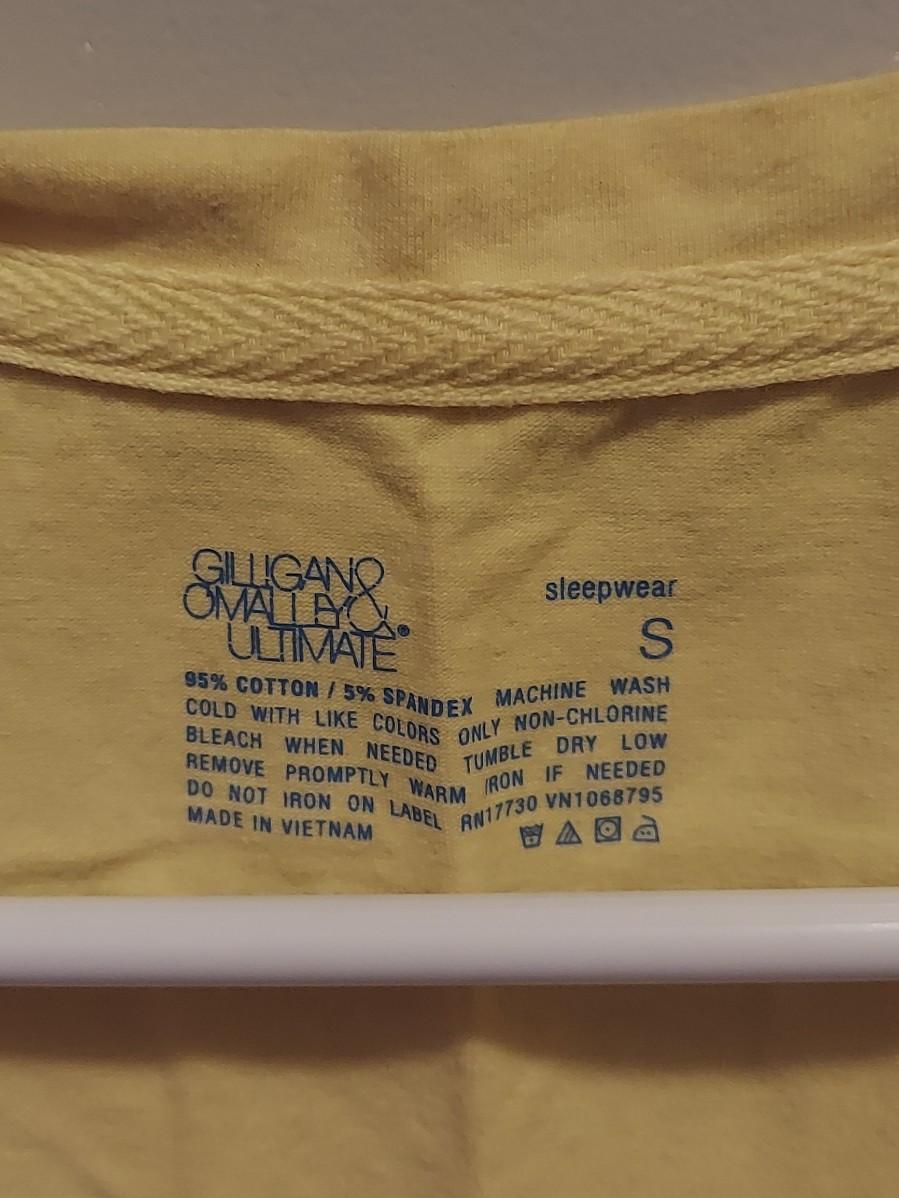 GILLIGAN &
O'MALLEY
ULTIMATE®
sleepwear
S
95% COTTON / 5% SPANDEX MACHINE WASH
COLD WITH LIKE COLORS ONLY NON-CHLORINE
BLEACH WHEN NEEDED TUMBLE DRY LOW
REMOVE PROMPTLY WARM IRON IF NEEDED
DO NOT IRON ON LABEL RN17730 VN1068795
MADE IN VIETNAM